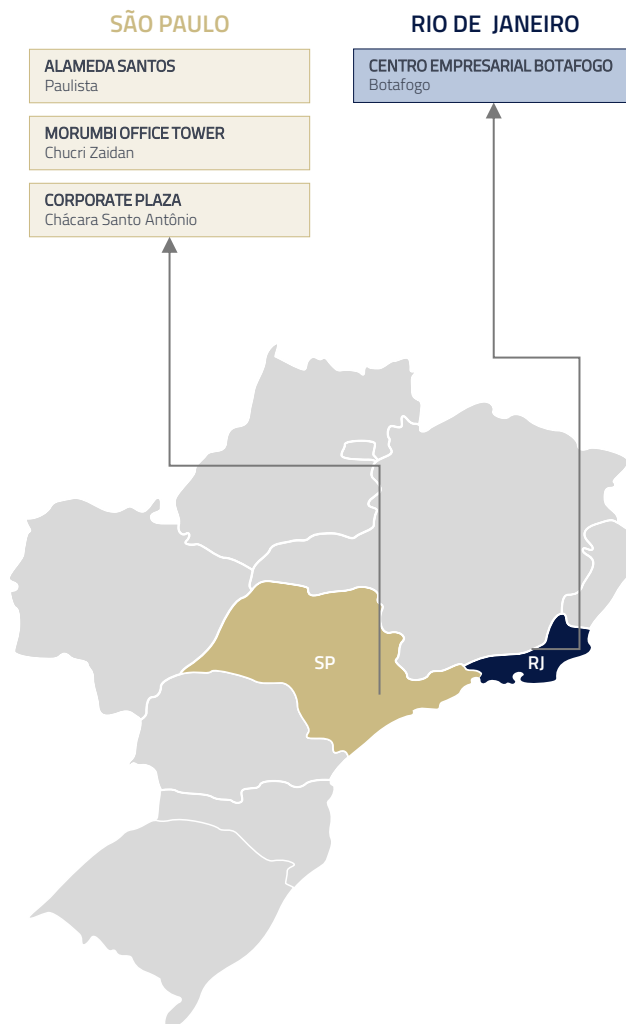 SÃO PAULO
ALAMEDA SANTOS
Paulista
MORUMBI OFFICE TOWER
Chucri Zaidan
CORPORATE PLAZA
Chácara Santo Antônio
RIO DE JANEIRO
CENTRO EMPRESARIAL BOTAFOGO
Botafogo
SP
RJ